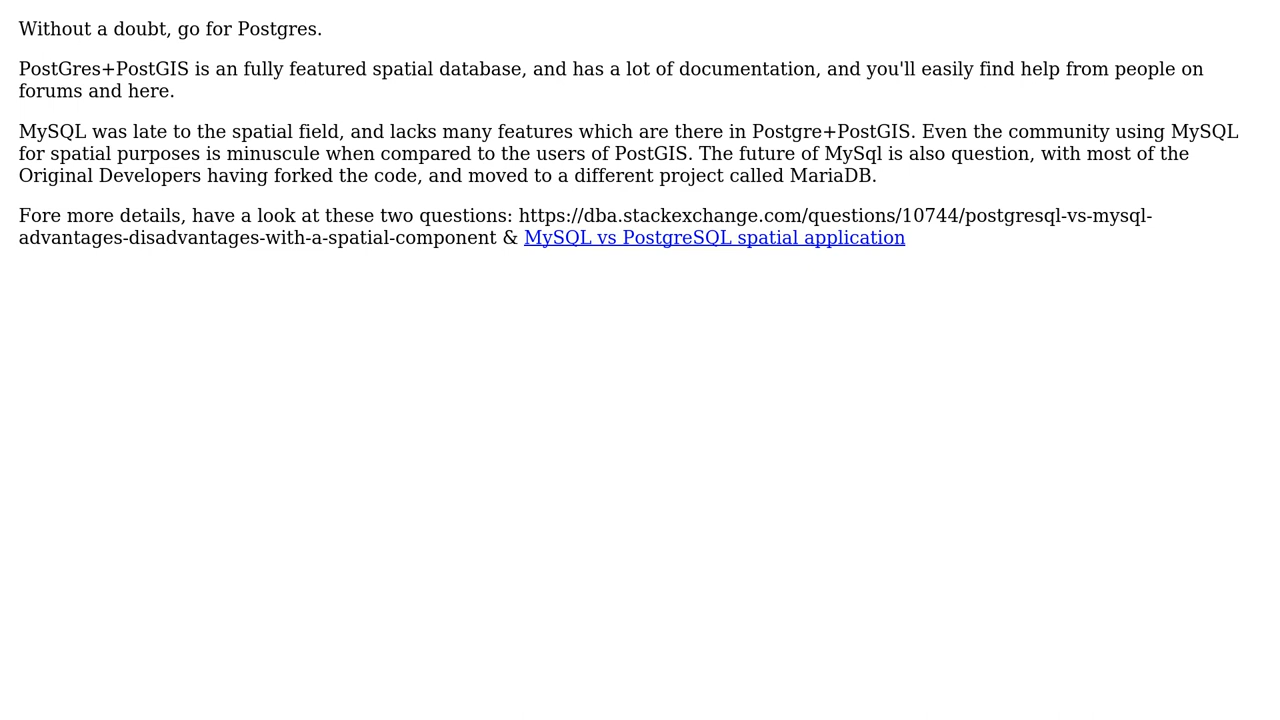 Without a doubt, go for Postgres.
PostGres+PostGIS is an fully featured spatial database, and has a lot of documentation, and you'll easily find help from people on
forums and here.
MySQL was late to the spatial field, and lacks many features which are there in Postgre+PostGIS. Even the community using MySQL
for spatial purposes is minuscule when compared to the users of PostGIS. The future of MySql is also question, with most of the
Original Developers having forked the code, and moved to a different project called MariaDB.
Fore more details, have a look at these two questions: https://dba.stackexchange.com/questions/10744/postgresql-vs-mysql-
advantages-disadvantages-with-a-spatial-component & MySQL vs PostgreSQL spatial application